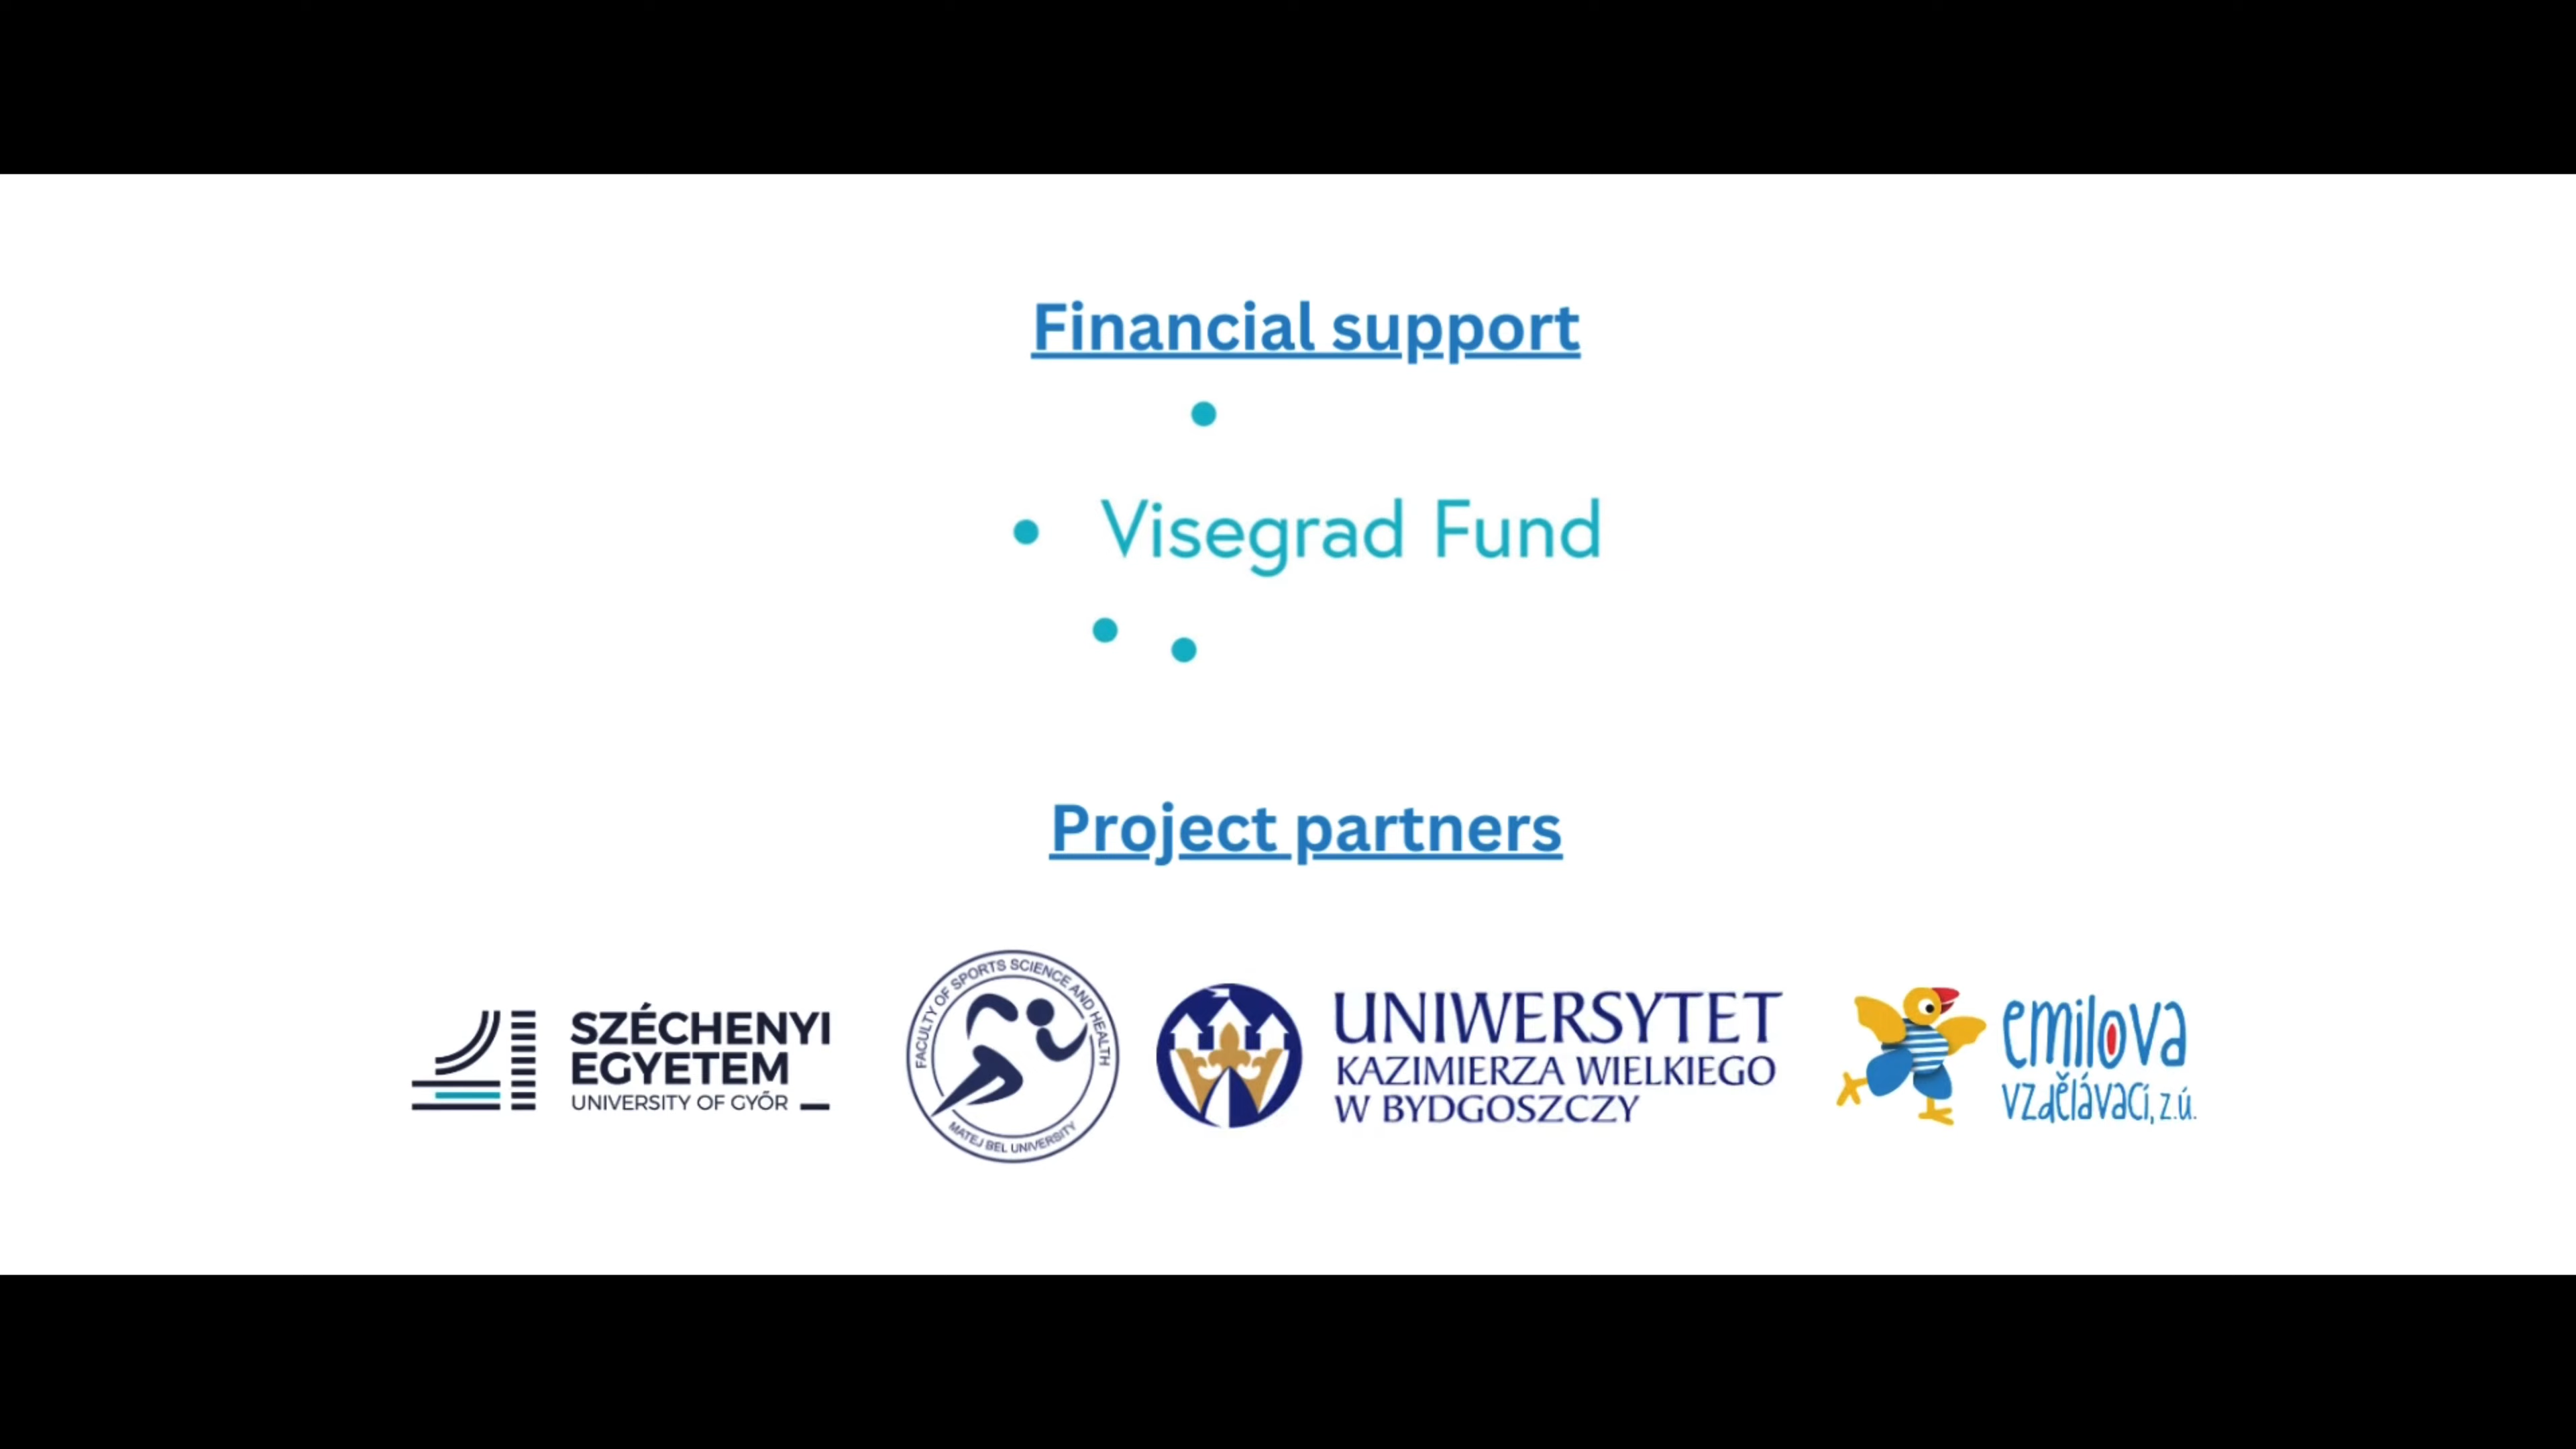 Financial support
Visegrad Fund
Project partners
SZÉCHENYI
EGYETEM
UNIVERSITY OF GYŐR
FACULTY OF SPORTS SCIENCE AND HEALTH
MATEJ BEL UNIVERSITY
UNIWERSYTET
KAZIMIERZA WIELKIEGO
W BYDGOSZCZY
emilova
vzdělávací, z.ú.